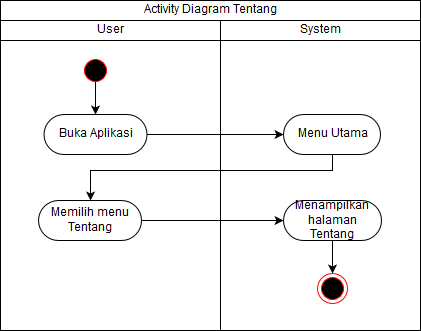 Activity Diagram Tentang
User
System
Buka Aplikasi
Menu Utama
Memilih menu
Tentang
Menampilkan
halaman
Tentang